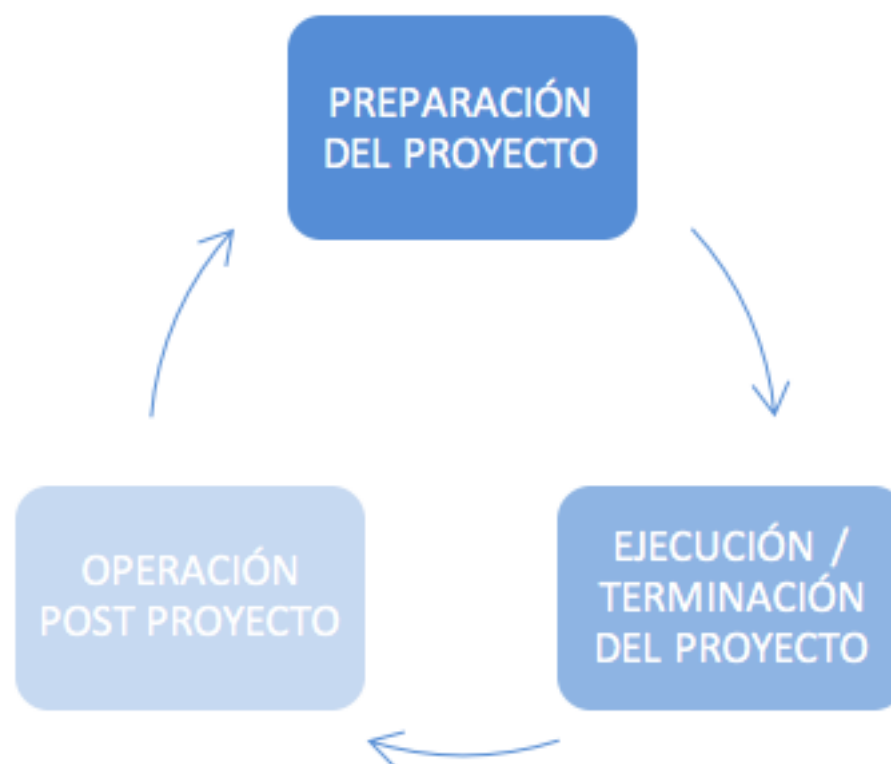 PREPARACIÓN
DEL PROYECTO
EJECUCIÓN /
TERMINACIÓN
DEL PROYECTO
OPERACIÓN
POST PROYECTO